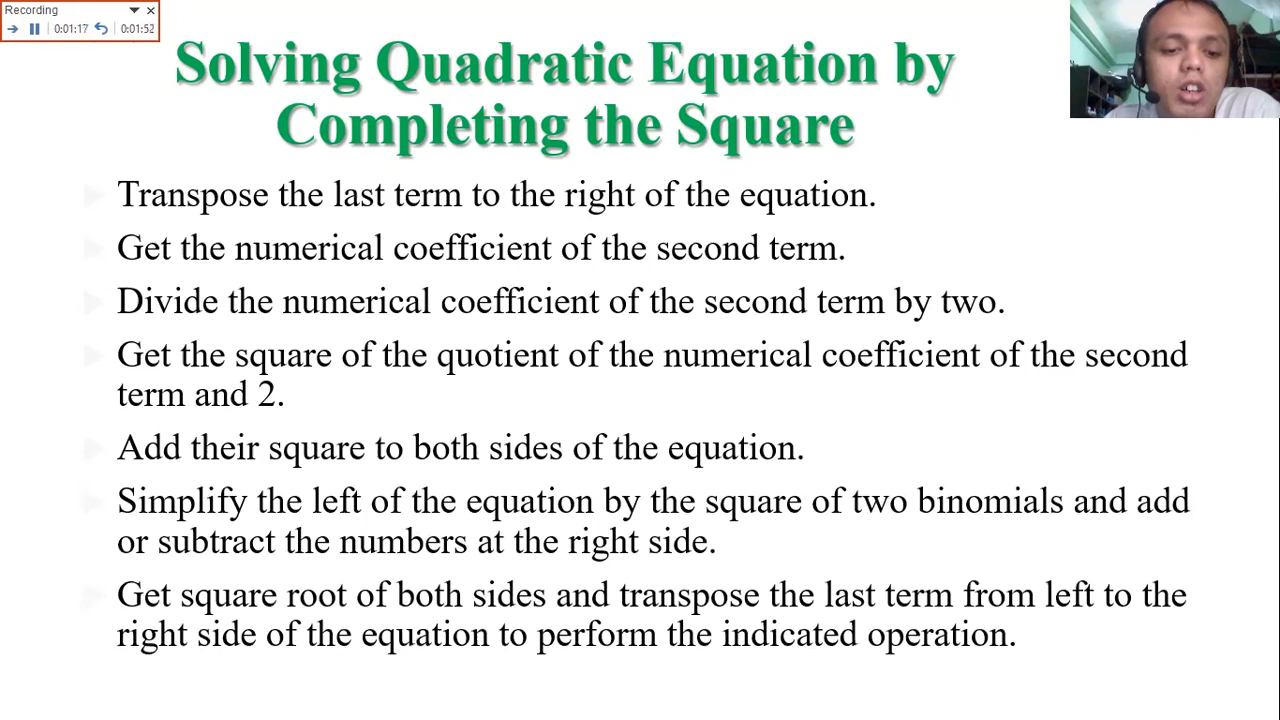 Recording
0:01:17 0:01:52
Solving Quadratic Equation by
Completing the Square
Transpose the last term to the right of the equation.
Get the numerical coefficient of the second term.
Divide the numerical coefficient of the second term by two.
Get the square of the quotient of the numerical coefficient of the second
term and 2.
Add their square to both sides of the equation.
Simplify the left of the equation by the square of two binomials and add
or subtract the numbers at the right side.
Get square root of both sides and transpose the last term from left to the
right side of the equation to perform the indicated operation.